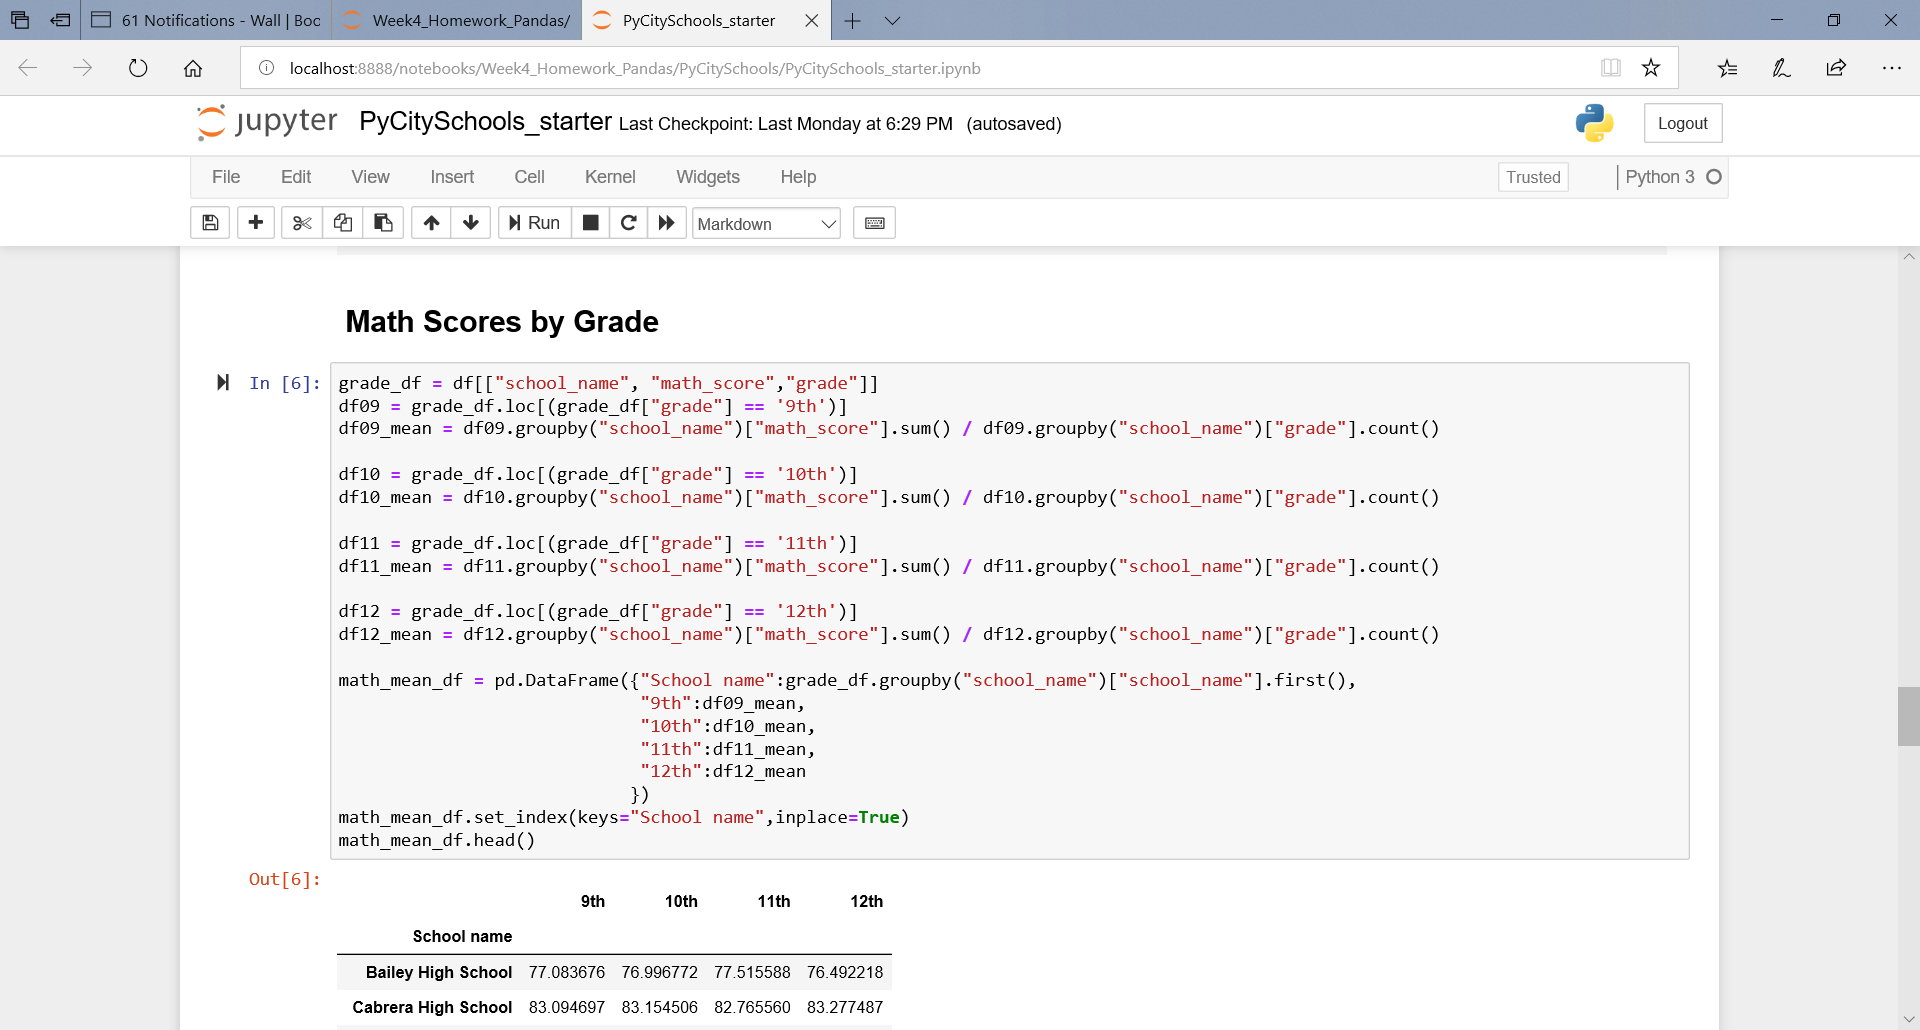 61 Notifications - Wall | Boo
Week4_Homework_Pandas/
PyCitySchools_starter
localhost:8888/notebooks/Week4_Homework_Pandas/PyCitySchools/PyCitySchools_starter.ipynb
jupyter PyCitySchools_starter Last Checkpoint: Last Monday at 6:29 PM (autosaved)
Logout
File Edit View Insert Cell Kernel Widgets Help
Trusted
Python 3
Run
Markdown
Math Scores by Grade
In [6]:
grade_df = df[["school_name", "math_score","grade"]]
df09 = grade_df.loc[(grade_df["grade"] == '9th')]
df09_mean = df09.groupby("school_name")["math_score"].sum() / df09.groupby("school_name")["grade"].count()
df10 = grade_df.loc[(grade_df["grade"] == '10th')]
df10_mean = df10.groupby("school_name")["math_score"].sum() / df10.groupby("school_name")["grade"].count()
df11 = grade_df.loc[(grade_df["grade"] == '11th')]
df11_mean = df11.groupby("school_name")["math_score"].sum() / df11.groupby("school_name")["grade"].count()
df12 = grade_df.loc[(grade_df["grade"] == '12th')]
df12_mean = df12.groupby("school_name")["math_score"].sum() / df12.groupby("school_name")["grade"].count()
math_mean_df = pd.DataFrame({"School name":grade_df.groupby("school_name")["school_name"].first(),
"9th":df09_mean,
"10th":df10_mean,
"11th":df11_mean,
"12th":df12_mean
})
math_mean_df.set_index(keys="School name",inplace=True)
math_mean_df.head()
Out[6]:
9th 10th 11th 12th
School name
Bailey High School 77.083676 76.996772 77.515588 76.492218
Cabrera High School 83.094697 83.154506 82.765560 83.277487